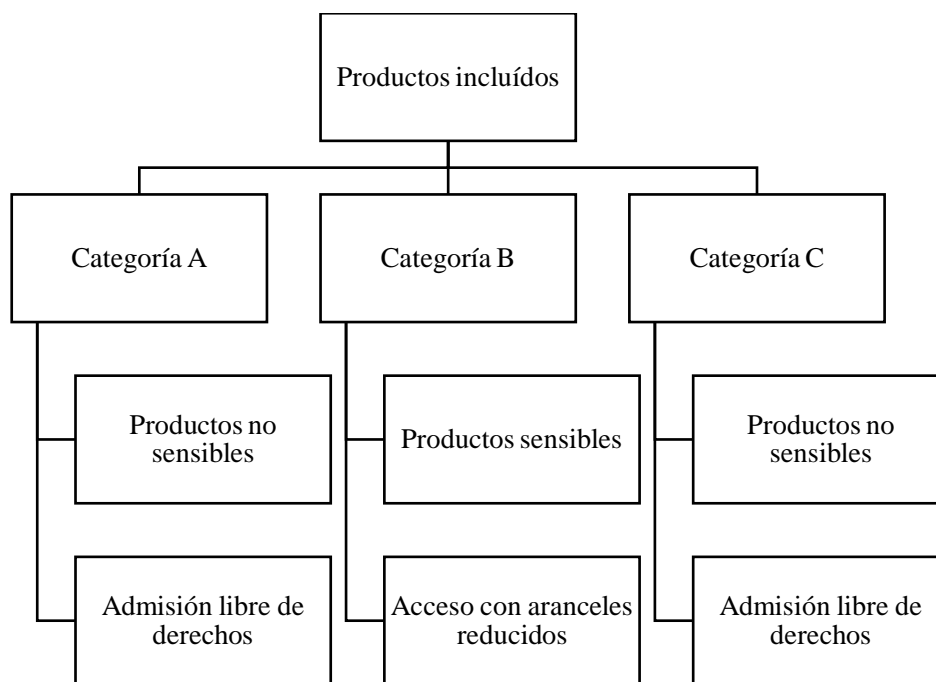 Productos incluídos
Categoría A
Categoría B
Categoría C
Productos no
sensibles
Productos sensibles
Productos no
sensibles
Admisión libre de
derechos
Acceso con aranceles
reducidos
Admisión libre de
derechos